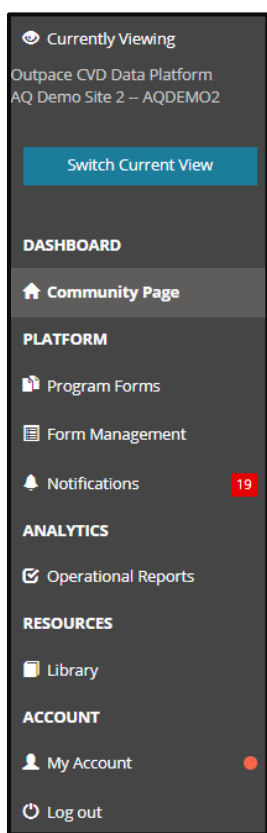 Currently Viewing
Outpace CVD Data Platform
AQ Demo Site 2 -- AQDEMO2
Switch Current View
DASHBOARD
Community Page
PLATFORM
Program Forms
Form Management
Notifications 19
ANALYTICS
Operational Reports
RESOURCES
Library
ACCOUNT
My Account
Log out